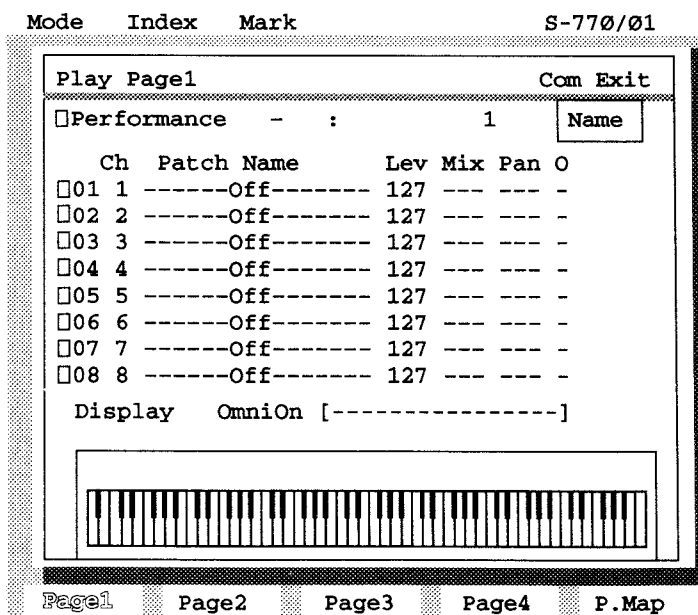 Mode Index Mark S-770/01
Play Page1 Com Exit
▯Performance - : 1 Name
Ch Patch Name Lev Mix Pan O
▯01 1 ------Off------- 127 --- --- -
▯02 2 ------Off------- 127 --- --- -
▯03 3 ------Off------- 127 --- --- -
▯04 4 ------Off------- 127 --- --- -
▯05 5 ------Off------- 127 --- --- -
▯06 6 ------Off------- 127 --- --- -
▯07 7 ------Off------- 127 --- --- -
▯08 8 ------Off------- 127 --- --- -
Display OmniOn [----------------]
Page1 Page2 Page3 Page4 P.Map